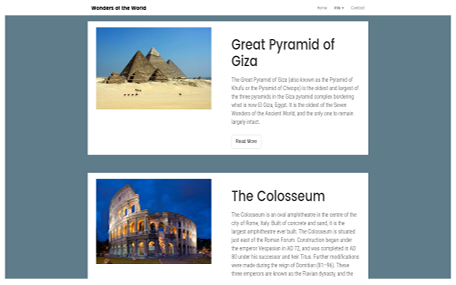 Wonders of the World
Home Info Contact
Great Pyramid of
Giza
The Great Pyramid of Giza (also known as the Pyramid of
Khufu or the Pyramid of Cheops) is the oldest and largest of
the three pyramids in the Giza pyramid complex bordering
what is now El Giza, Egypt. It is the oldest of the Seven
Wonders of the Ancient World, and the only one to remain
largely intact.
Read More
The Colosseum
The Colosseum is an oval amphitheatre in the centre of the
city of Rome, Italy. Built of concrete and sand, it is the
largest amphitheatre ever built. The Colosseum is situated
just east of the Roman Forum. Construction began under
the emperor Vespasian in AD 72, and was completed in AD
80 under his successor and heir Titus. Further modifications
were made during the reign of Domitian (81–96). These
three emperors are known as the Flavian dynasty, and the